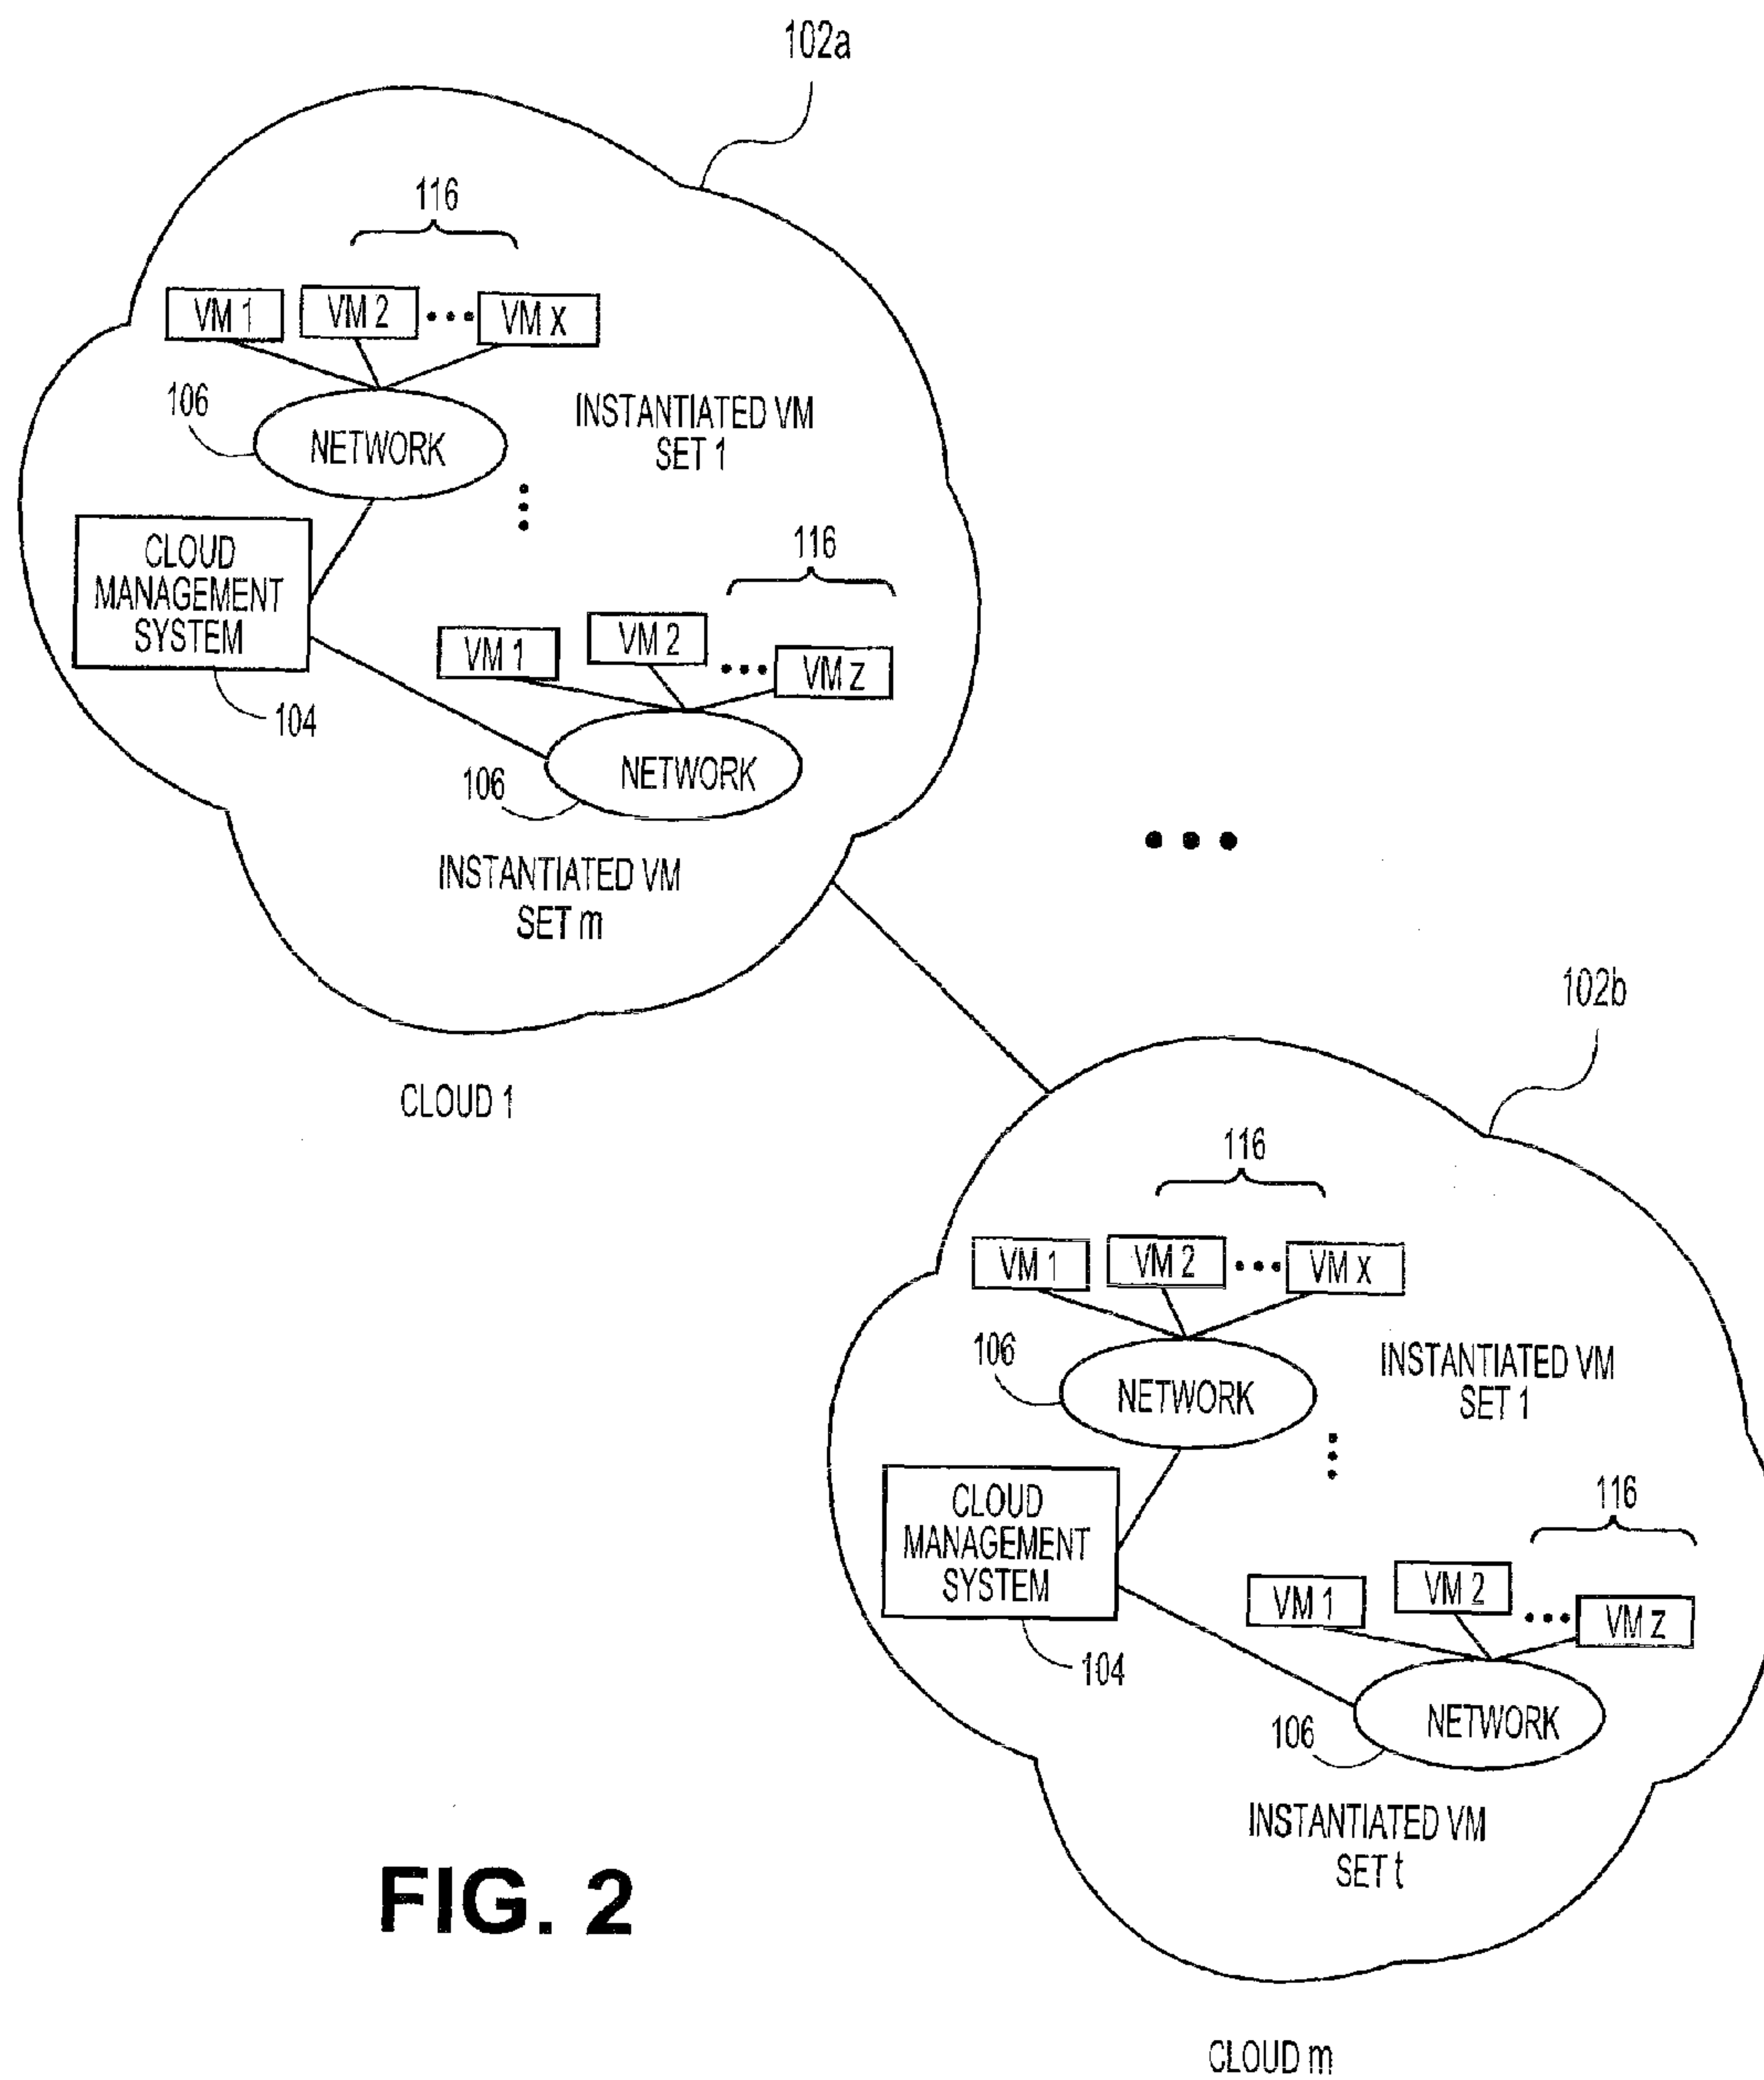 102a
116
VM 1
VM 2
VM X
106
NETWORK
INSTANTIATED VM
SET 1
CLOUD
MANAGEMENT
SYSTEM
104
116
VM 1
VM 2
VM Z
106
NETWORK
INSTANTIATED VM
SET m
CLOUD 1
102b
116
VM 1
VM 2
VM X
106
NETWORK
INSTANTIATED VM
SET 1
CLOUD
MANAGEMENT
SYSTEM
104
116
VM 1
VM 2
VM Z
106
NETWORK
INSTANTIATED VM
SET t
FIG. 2
CLOUD m